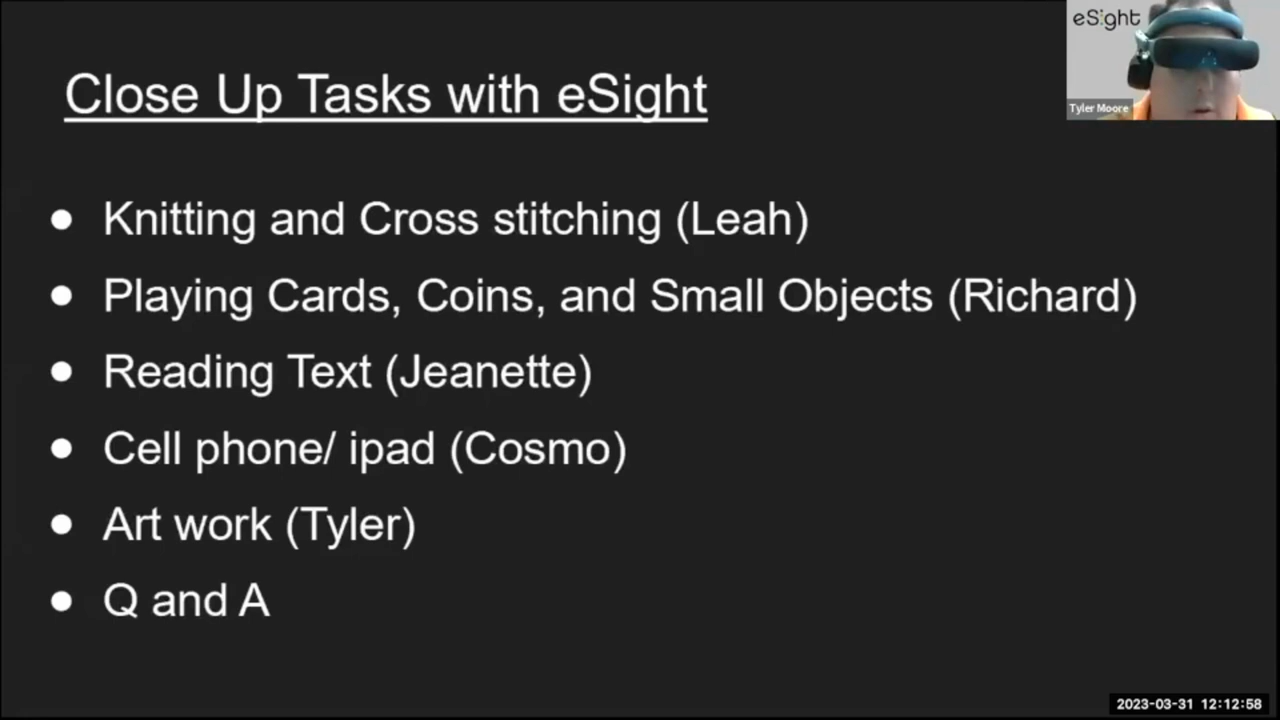 Close Up Tasks with eSight
● Knitting and Cross stitching (Leah)
● Playing Cards, Coins, and Small Objects (Richard)
● Reading Text (Jeanette)
● Cell phone/ ipad (Cosmo)
● Art work (Tyler)
● Q and A
eSight
Tyler Moore
2023-03-31 12:12:58